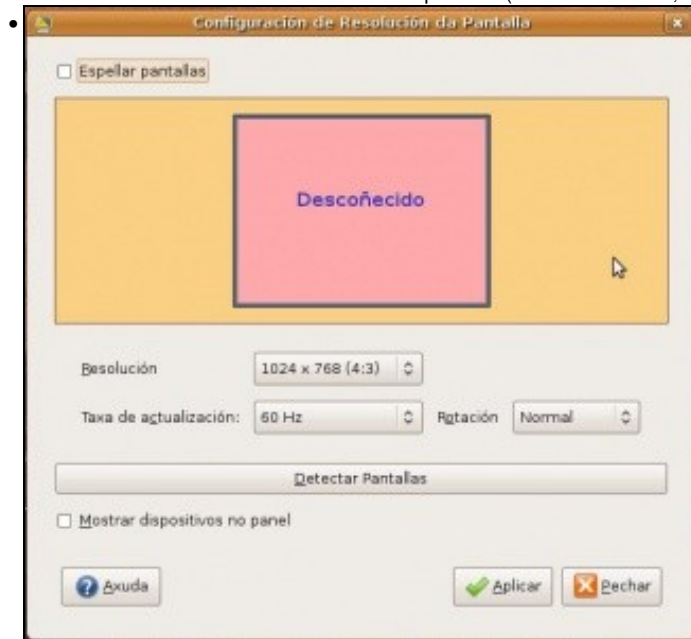 Configuración de Resolución da Pantalla
Espellar pantallas
Descoñecido
Resolución 1024 x 768 (4:3)
Taxa de actualización: 60 Hz Rotación Normal
Detectar Pantallas
Mostrar dispositivos no panel
Axuda Aplicar Pechar